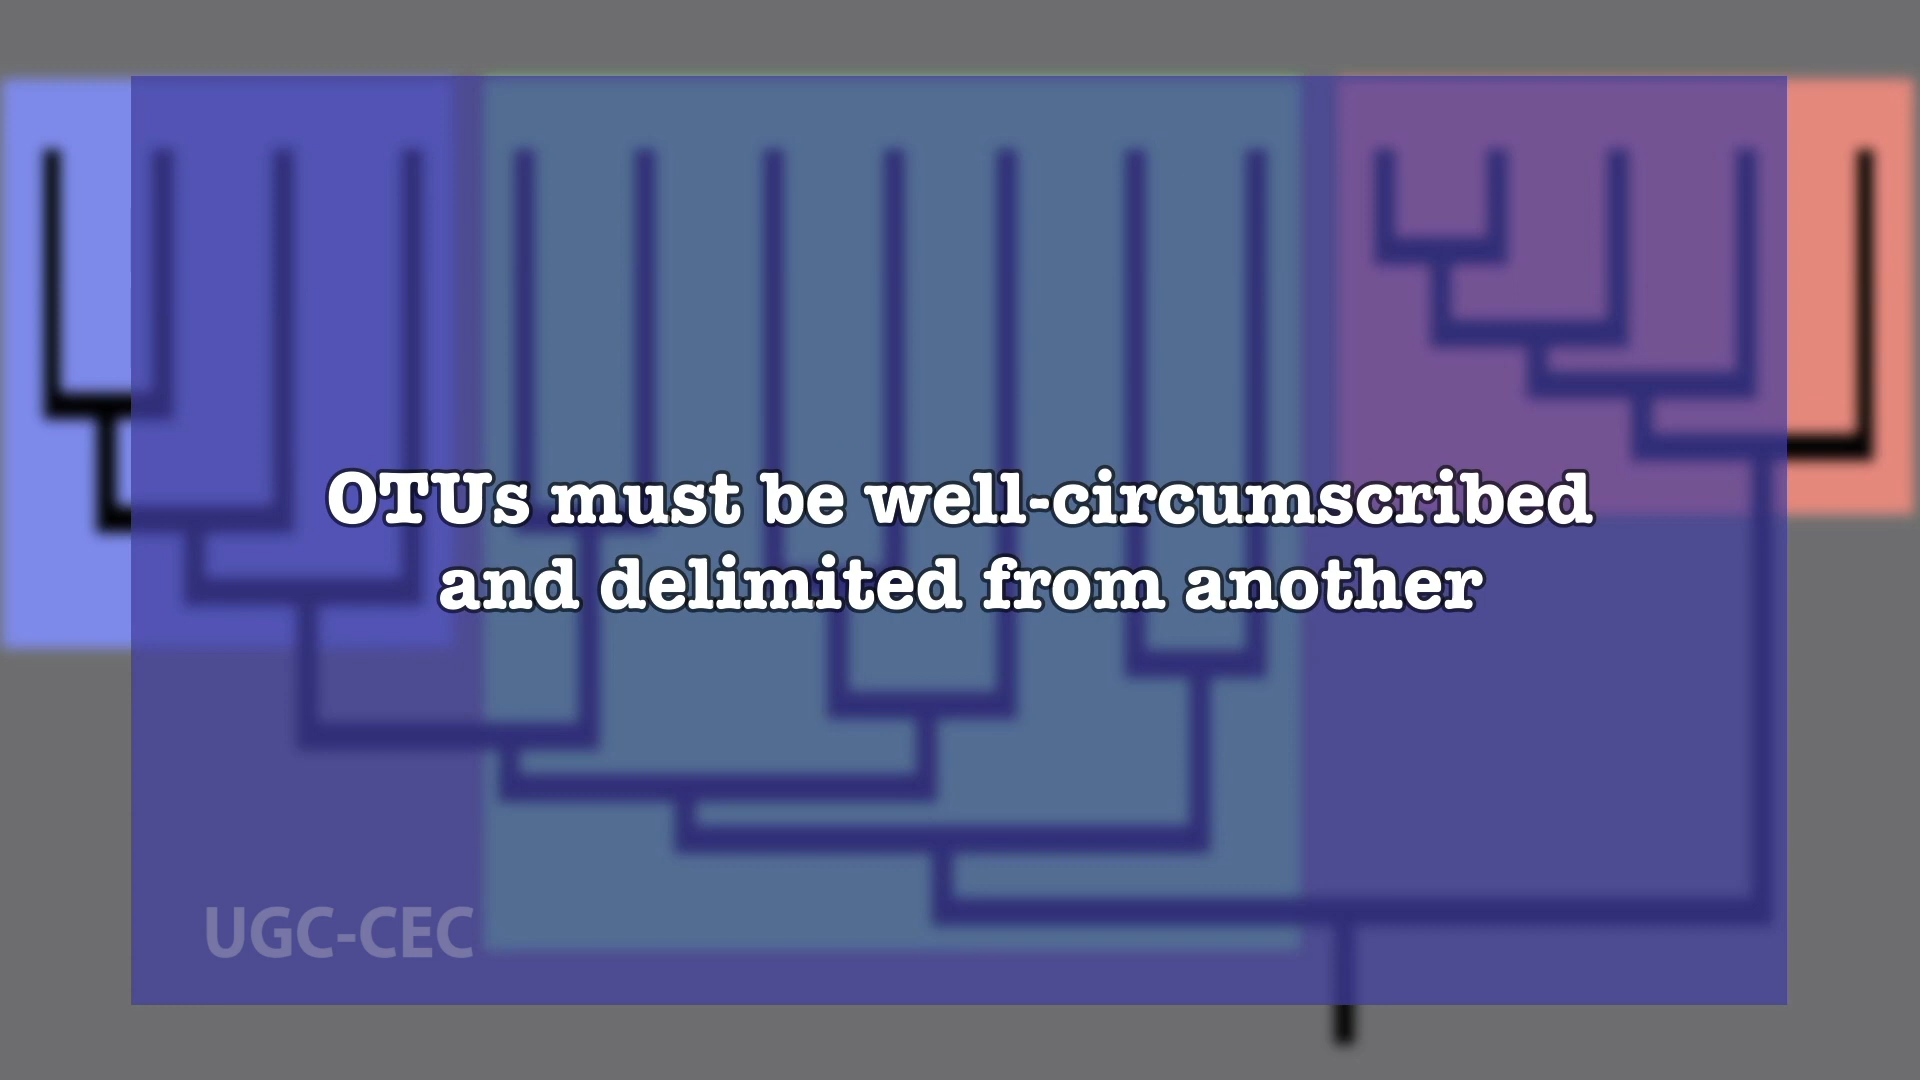 OTUs must be well-circumscribed
and delimited from another
UGC-CEC